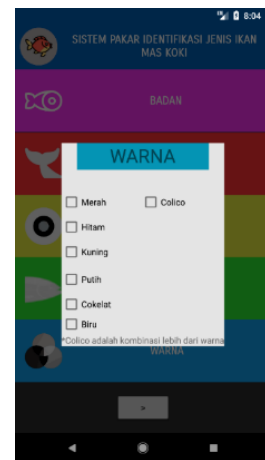 8:04
SISTEM PAKAR IDENTIFIKASI JENIS IKAN
MAS KOKI
BADAN
WARNA
Merah
Colico
Hitam
Kuning
Putih
Cokelat
Biru
*Colico adalah kombinasi lebih dari warna
WARNA
>